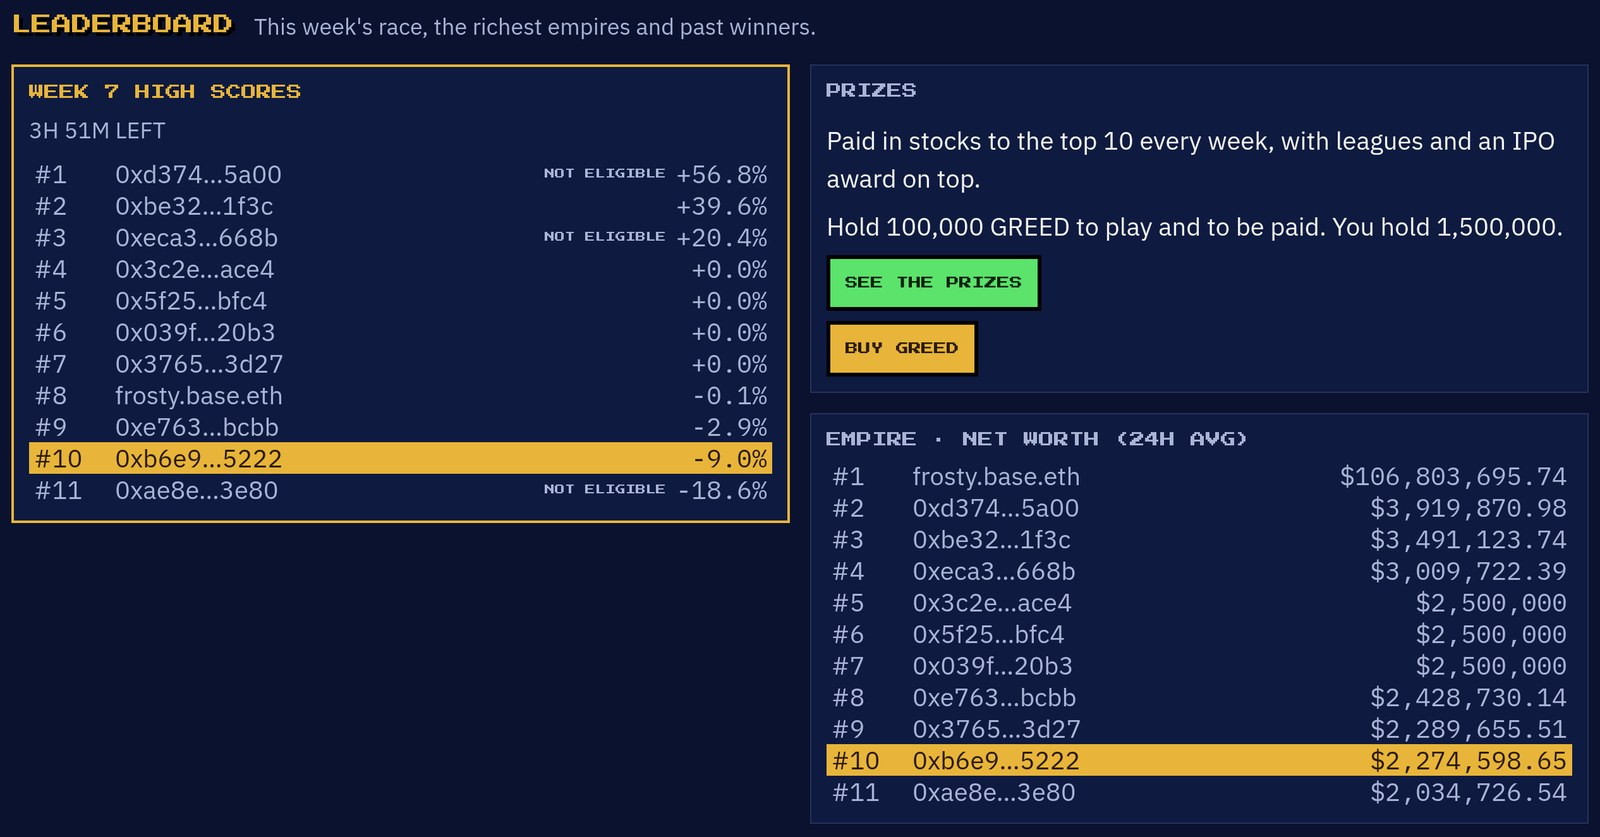 LEADERBOARD This week's race, the richest empires and past winners.
WEEK 7 HIGH SCORES
3H 51M LEFT
#1 0xd374...5a00 NOT ELIGIBLE +56.8%
#2 0xbe32...1f3c +39.6%
#3 0xeca3...668b NOT ELIGIBLE +20.4%
#4 0x3c2e...ace4 +0.0%
#5 0x5f25...bfc4 +0.0%
#6 0x039f...20b3 +0.0%
#7 0x3765...3d27 +0.0%
#8 frosty.base.eth -0.1%
#9 0xe763...bcbb -2.9%
#10 0xb6e9...5222 -9.0%
#11 0xae8e...3e80 NOT ELIGIBLE -18.6%
PRIZES
Paid in stocks to the top 10 every week, with leagues and an IPO
award on top.
Hold 100,000 GREED to play and to be paid. You hold 1,500,000.
SEE THE PRIZES
BUY GREED
EMPIRE · NET WORTH (24H AVG)
#1 frosty.base.eth $106,803,695.74
#2 0xd374...5a00 $3,919,870.98
#3 0xbe32...1f3c $3,491,123.74
#4 0xeca3...668b $3,009,722.39
#5 0x3c2e...ace4 $2,500,000
#6 0x5f25...bfc4 $2,500,000
#7 0x039f...20b3 $2,500,000
#8 0xe763...bcbb $2,428,730.14
#9 0x3765...3d27 $2,289,655.51
#10 0xb6e9...5222 $2,274,598.65
#11 0xae8e...3e80 $2,034,726.54